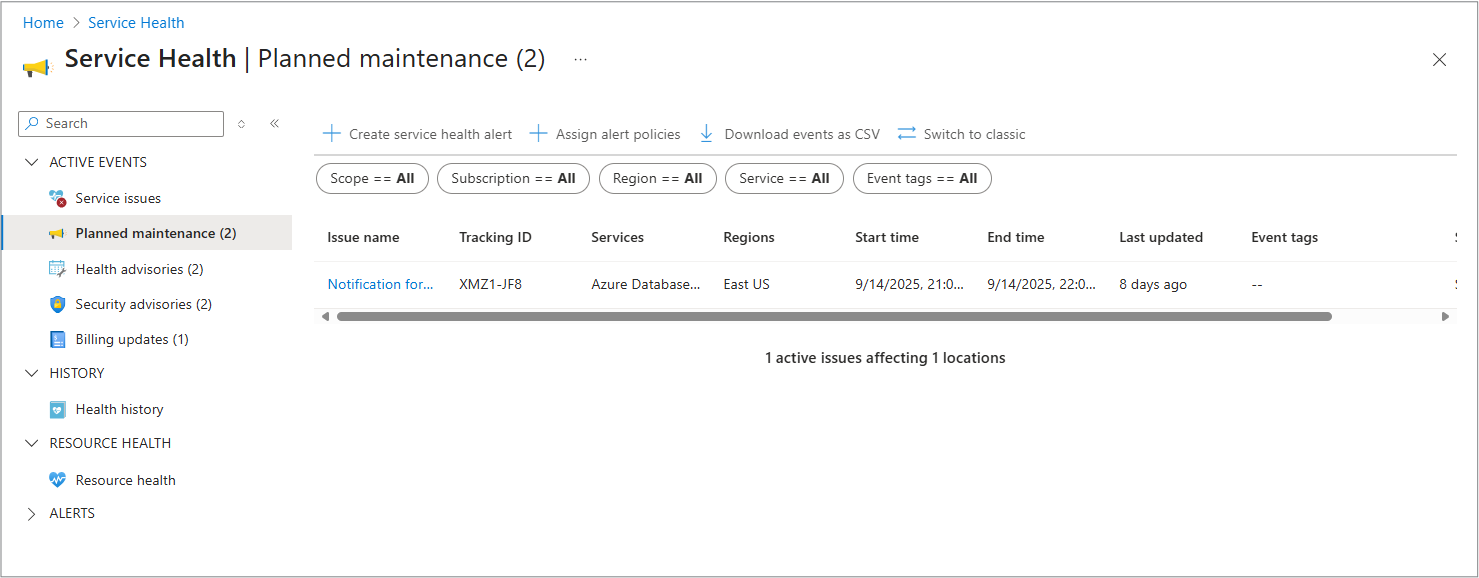 Home > Service Health
Service Health | Planned maintenance (2) ...
Search
ACTIVE EVENTS
Service issues
Planned maintenance (2)
Health advisories (2)
Security advisories (2)
Billing updates (1)
HISTORY
Health history
RESOURCE HEALTH
Resource health
ALERTS
Create service health alert Assign alert policies Download events as CSV Switch to classic
Scope == All Subscription == All Region == All Service == All Event tags == All
Issue name Tracking ID Services Regions Start time End time Last updated Event tags
Notification for... XMZ1-JF8 Azure Database... East US 9/14/2025, 21:0... 9/14/2025, 22:0... 8 days ago --
1 active issues affecting 1 locations